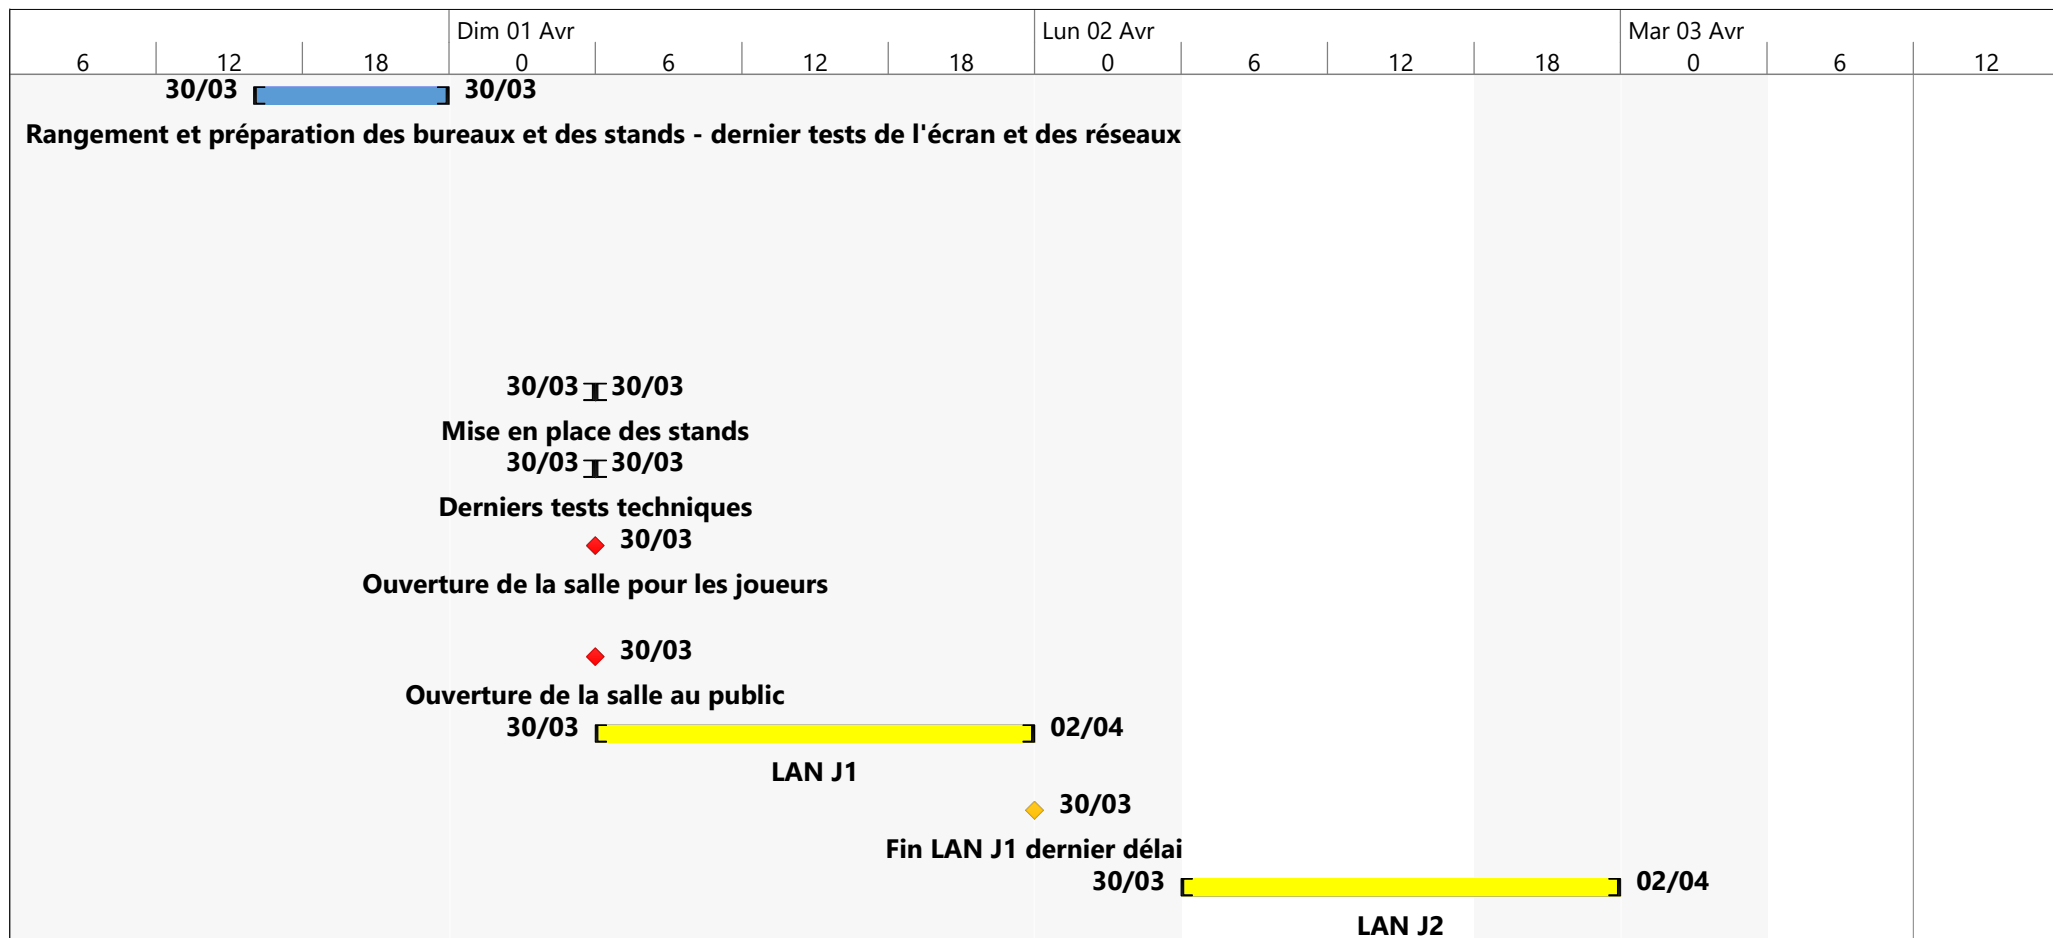 Dim 01 Avr Lun 02 Avr Mar 03 Avr
6 12 18 0 6 12 18 0 6 12 18 0 6 12
30/03 30/03
Rangement et préparation des bureaux et des stands - dernier tests de l'écran et des réseaux
30/03 30/03
Mise en place des stands
30/03 30/03
Derniers tests techniques
30/03
Ouverture de la salle pour les joueurs
30/03
Ouverture de la salle au public
30/03 02/04
LAN J1
30/03
Fin LAN J1 dernier délai
30/03 02/04
LAN J2